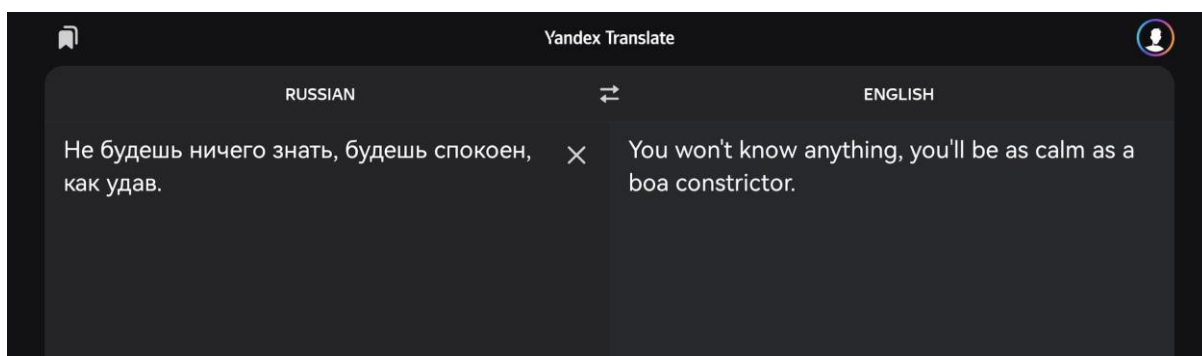 Yandex Translate
RUSSIAN
ENGLISH
Не будешь ничего знать, будешь спокоен,
как удав.
You won't know anything, you'll be as calm as a
boa constrictor.